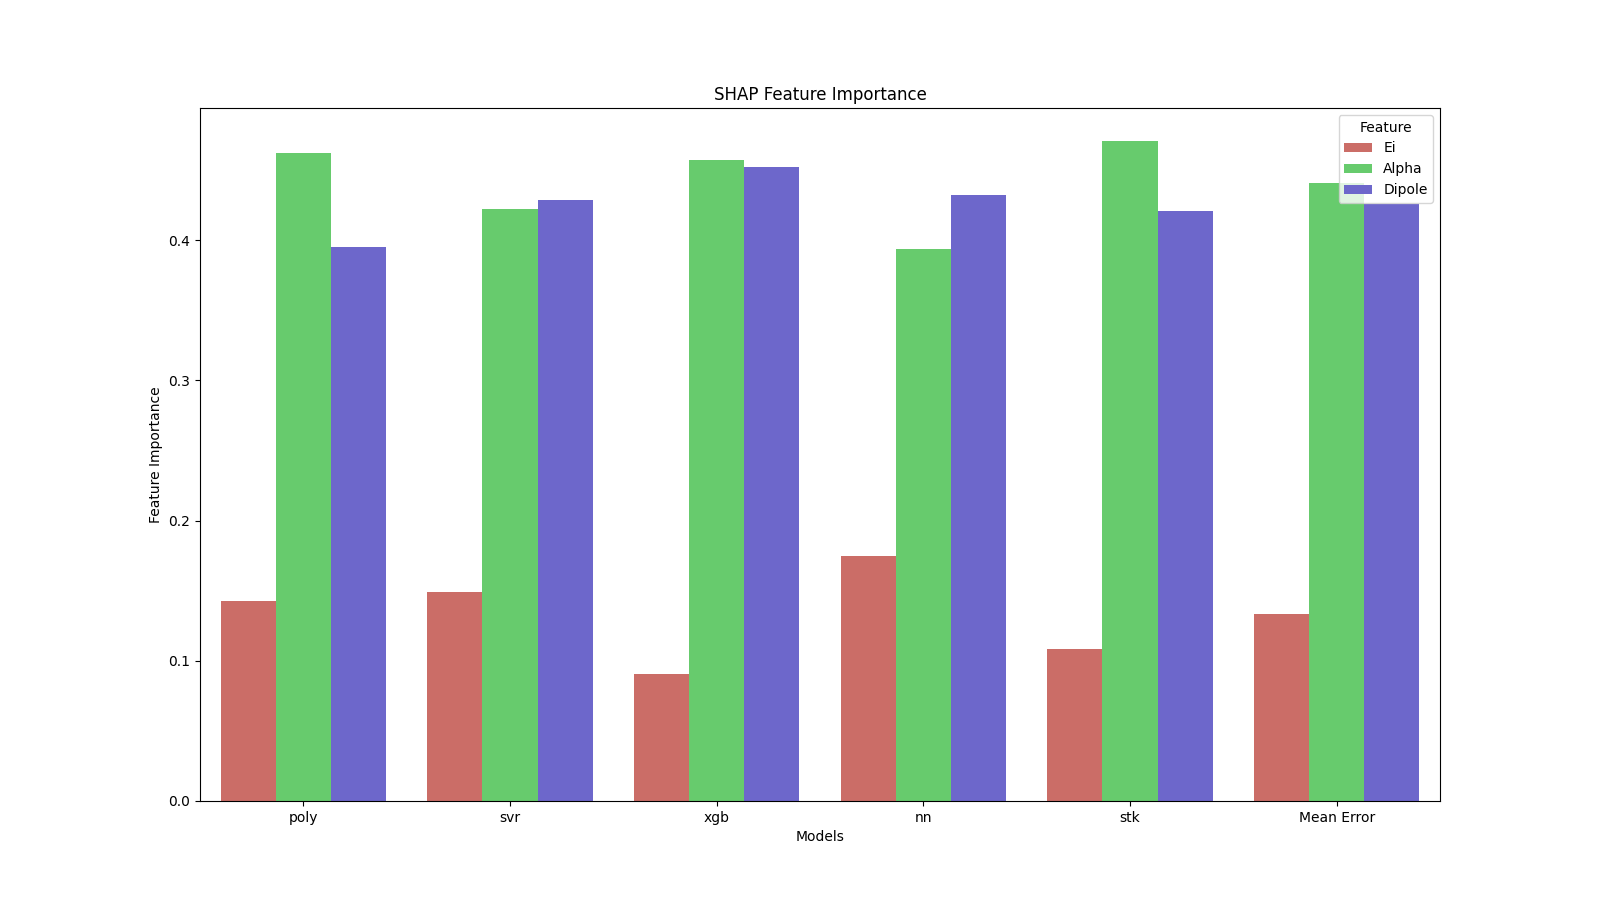 SHAP Feature Importance
Feature
Ei
Alpha
Dipole
Feature Importance
0.4
0.3
0.2
0.1
0.0
poly svr xgb nn stk Mean Error
Models